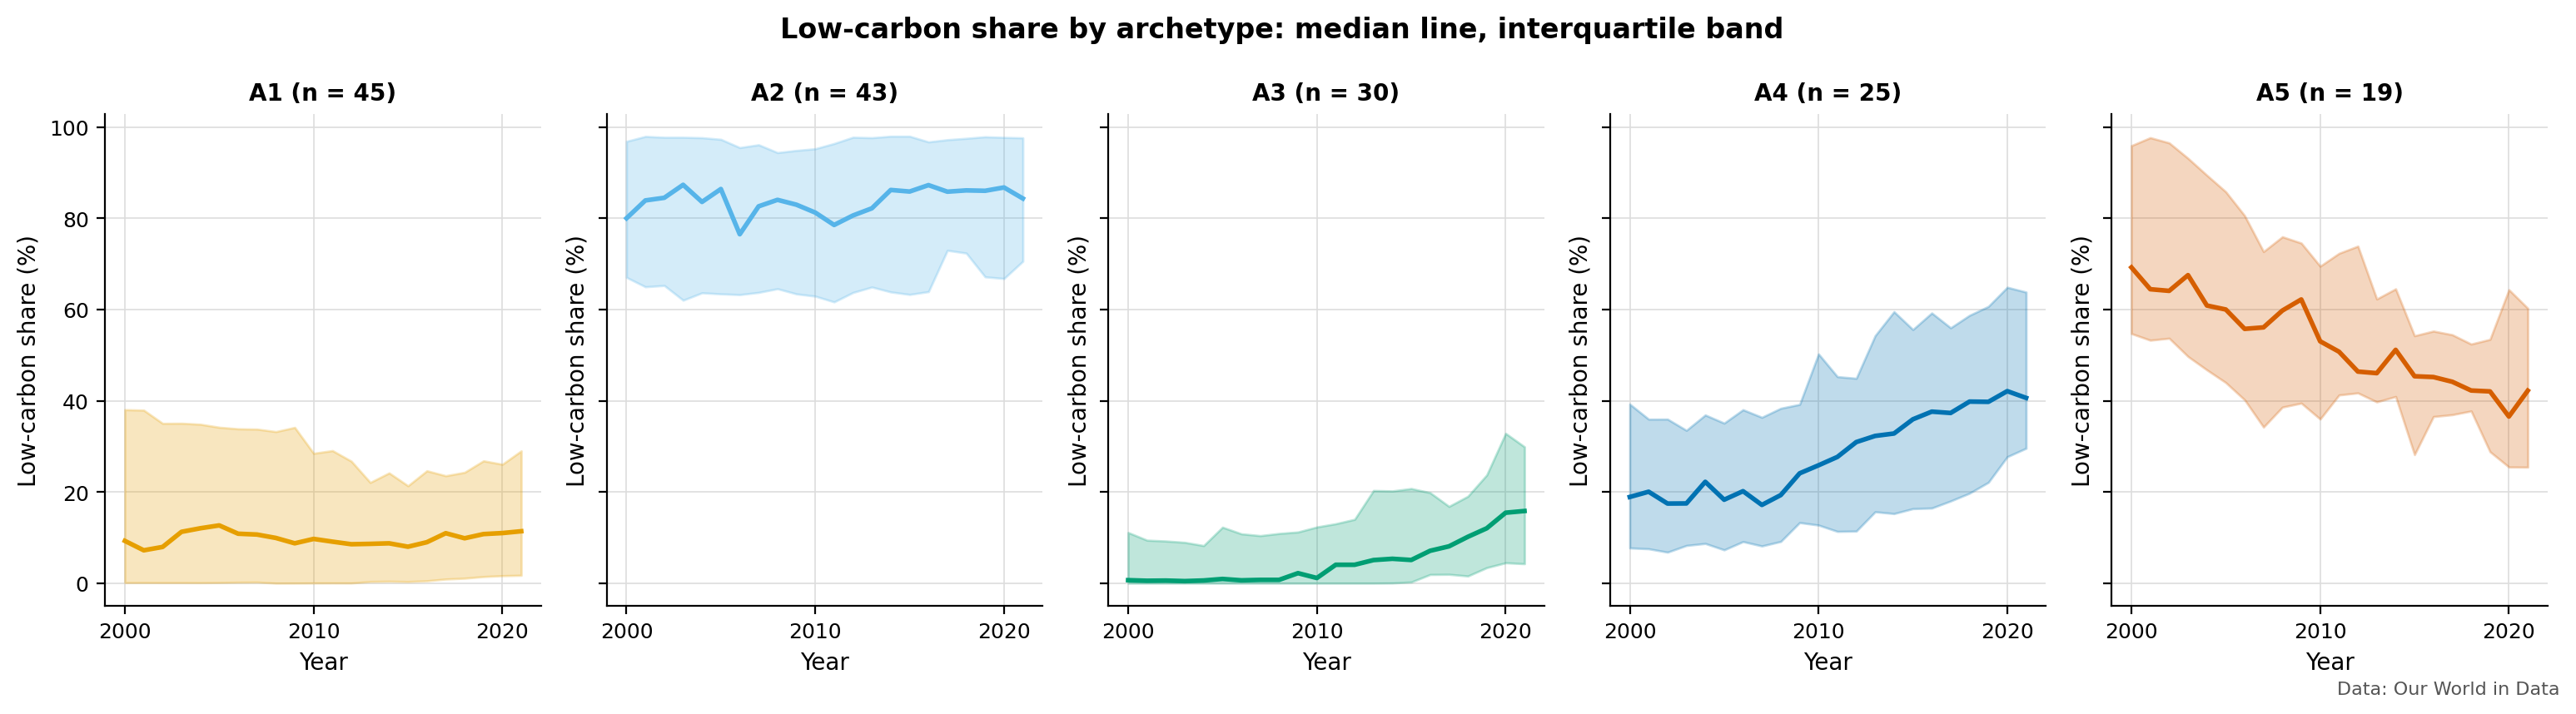 Low-carbon share by archetype: median line, interquartile band
A1 (n = 45)
A2 (n = 43)
A3 (n = 30)
A4 (n = 25)
A5 (n = 19)
Low-carbon share (%)
100
80
60
40
20
0
2000 2010 2020
Year
Low-carbon share (%)
2000 2010 2020
Year
Low-carbon share (%)
2000 2010 2020
Year
Low-carbon share (%)
2000 2010 2020
Year
Low-carbon share (%)
2000 2010 2020
Year
Data: Our World in Data